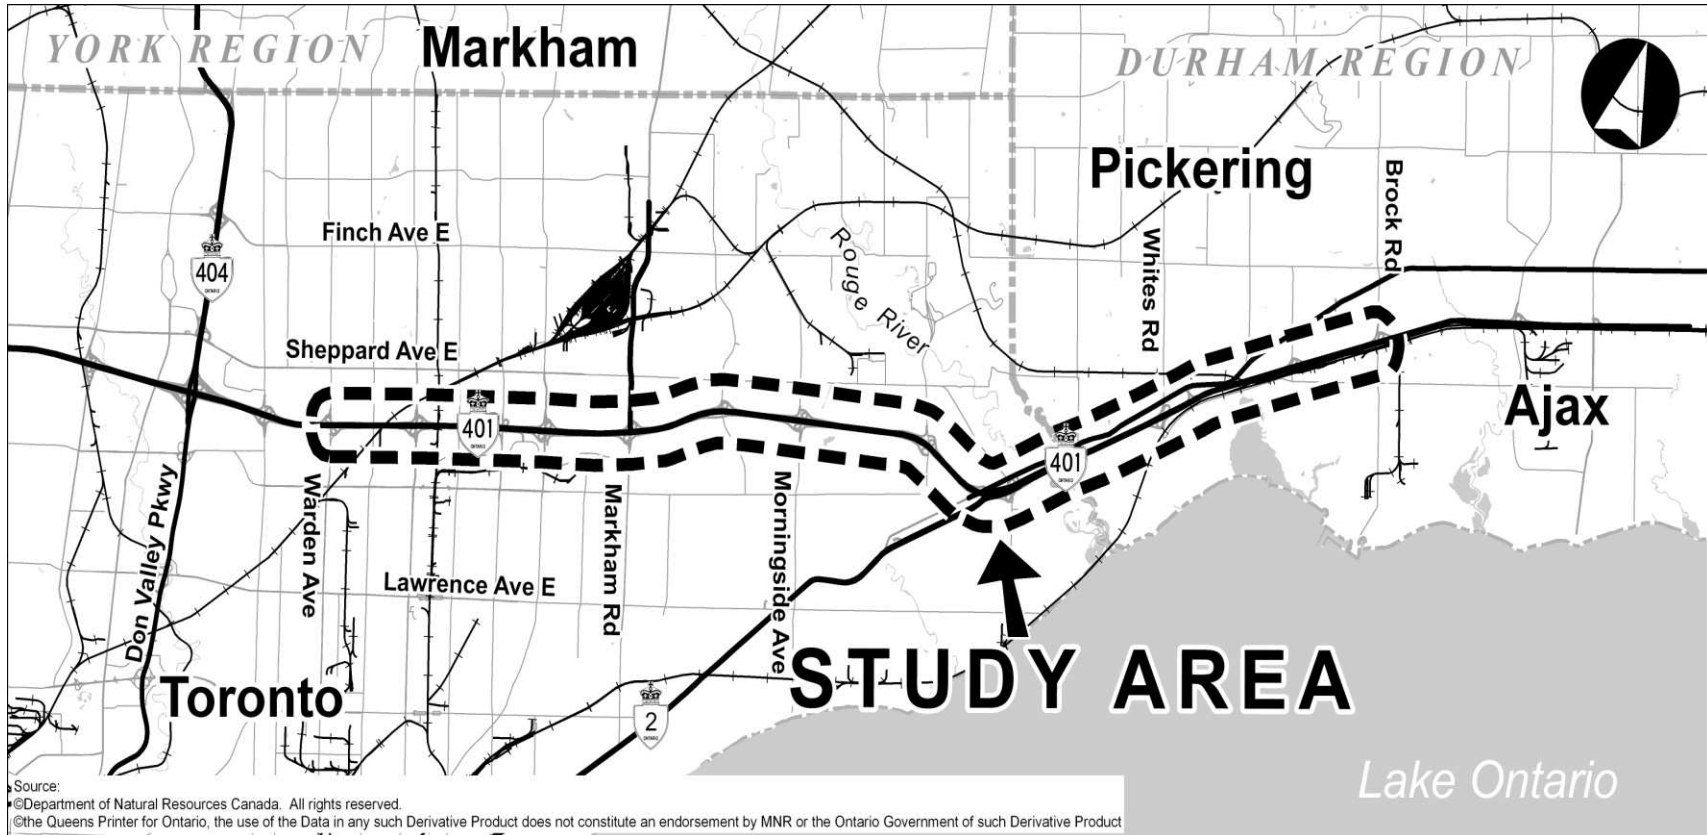 YORK REGION
Markham
DURHAM REGION
Pickering
Brock Rd
Finch Ave E
404
ONTARIO
Rouge River
Whites Rd
Sheppard Ave E
401
ONTARIO
401
ONTARIO
Ajax
Don Valley Pkwy
Warden Ave
Markham Rd
Morningside Ave
Lawrence Ave E
STUDY AREA
Toronto
2
ONTARIO
Lake Ontario
Source:
©Department of Natural Resources Canada. All rights reserved.
©the Queens Printer for Ontario, the use of the Data in any such Derivative Product does not constitute an endorsement by MNR or the Ontario Government of such Derivative Product